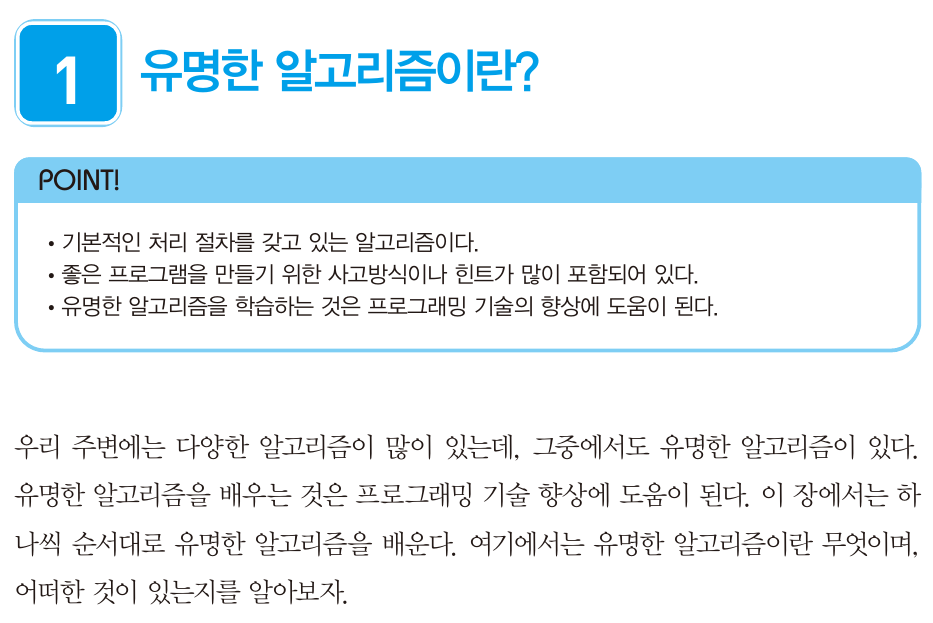 1 유명한 알고리즘이란?
POINT!
• 기본적인 처리 절차를 갖고 있는 알고리즘이다.
• 좋은 프로그램을 만들기 위한 사고방식이나 힌트가 많이 포함되어 있다.
• 유명한 알고리즘을 학습하는 것은 프로그래밍 기술의 향상에 도움이 된다.
우리 주변에는 다양한 알고리즘이 많이 있는데, 그중에서도 유명한 알고리즘이 있다.
유명한 알고리즘을 배우는 것은 프로그래밍 기술 향상에 도움이 된다. 이 장에서는 하
나씩 순서대로 유명한 알고리즘을 배운다. 여기에서는 유명한 알고리즘이란 무엇이며,
어떠한 것이 있는지를 알아보자.